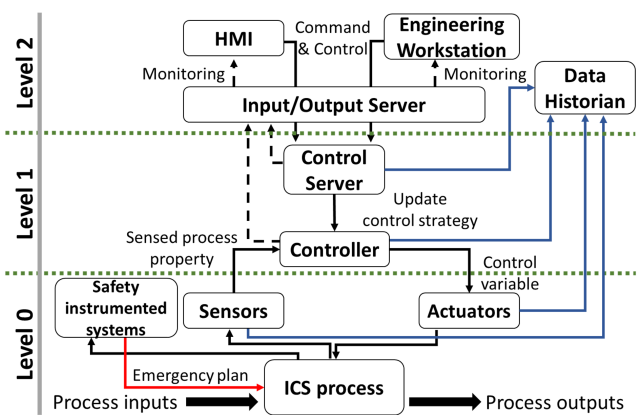 Level 2
HMI
Command
& Control
Engineering
Workstation
Monitoring
Monitoring
Data
Historian
Input/Output Server
Level 1
Control
Server
Update
control strategy
Sensed process
property
Controller
Control
variable
Level 0
Safety
instrumented
systems
Sensors
Actuators
Emergency plan
ICS process
Process inputs
Process outputs